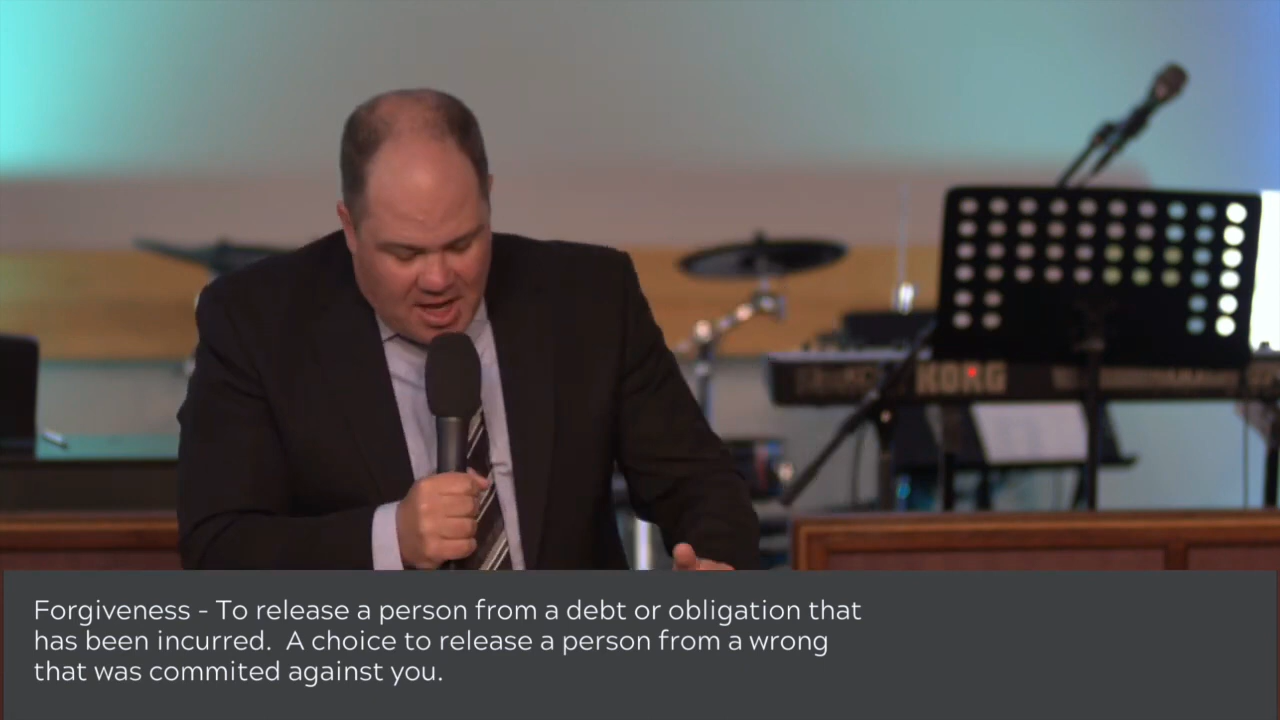 KORG
Forgiveness - To release a person from a debt or obligation that
has been incurred.  A choice to release a person from a wrong
that was commited against you.